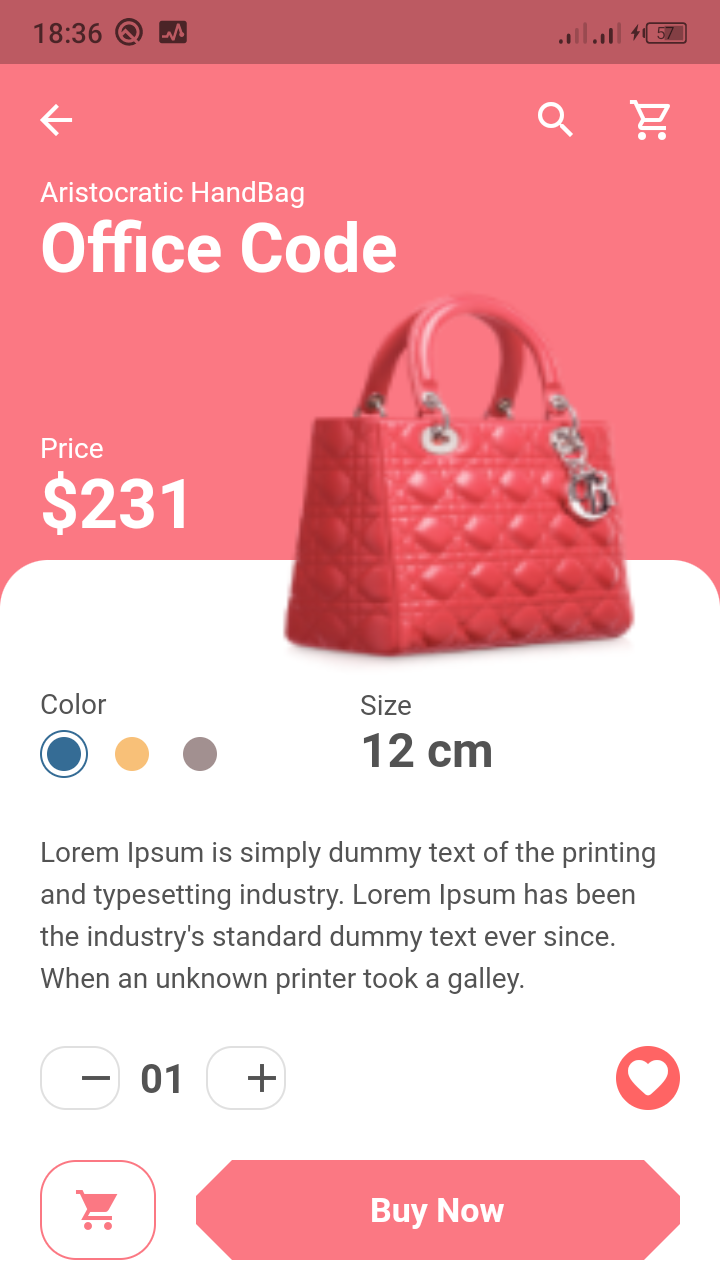 18:36
57
Aristocratic HandBag
Office Code
Price
$231
Color
Size
12 cm
Lorem Ipsum is simply dummy text of the printing
and typesetting industry. Lorem Ipsum has been
the industry's standard dummy text ever since.
When an unknown printer took a galley.
01
Buy Now